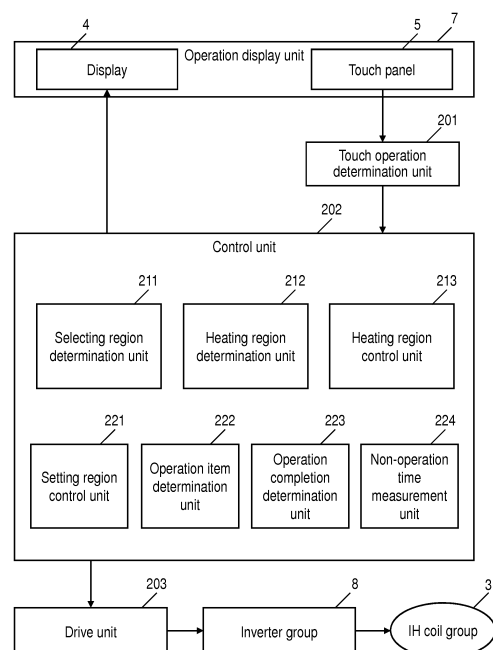 4
5
7
Operation display unit
Display
Touch panel
201
Touch operation
determination unit
202
Control unit
211
212
213
Selecting region
determination unit
Heating region
determination unit
Heating region
control unit
221
222
223
224
Setting region
control unit
Operation item
determination
unit
Operation
completion
determination
unit
Non-operation
time
measurement
unit
203
8
3
Drive unit
Inverter group
IH coil group